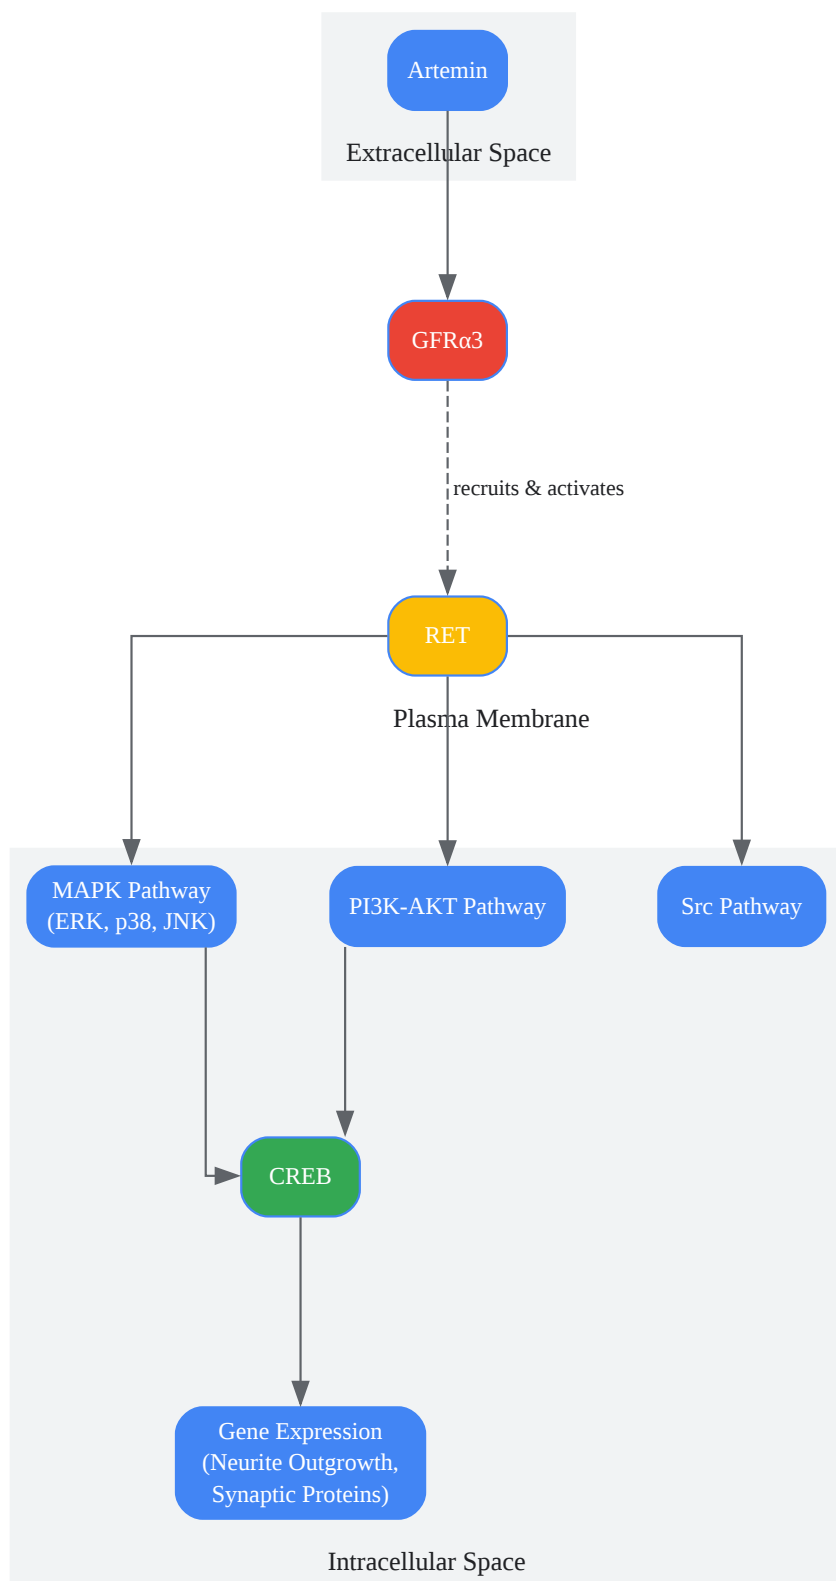 Artemin
Extracellular Space
GFRα3
recruits & activates
RET
Plasma Membrane
MAPK Pathway
(ERK, p38, JNK)
PI3K-AKT Pathway
Src Pathway
CREB
Gene Expression
(Neurite Outgrowth,
Synaptic Proteins)
Intracellular Space